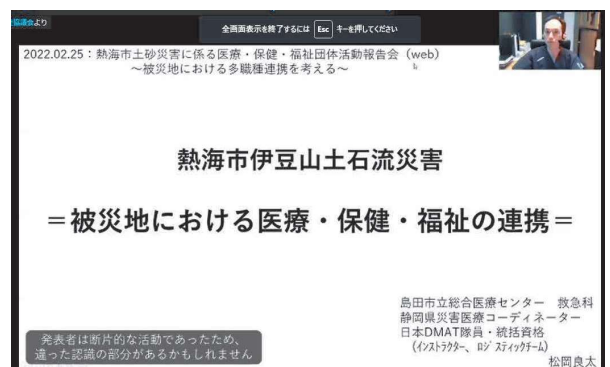 協議会より
全画面表示を終了するには Esc キーを押してください
2022.02.25：熱海市土砂災害に係る医療・保健・福祉団体活動報告会（web）
～被災地における多職種連携を考える～
熱海市伊豆山土石流災害
＝被災地における医療・保健・福祉の連携＝
島田市立総合医療センター　救急科
静岡県災害医療コーディネーター
日本DMAT隊員・統括資格
（インストラクター、ロジスティックチーム）
松岡良太
発表者は断片的な活動であったため、
違った認識の部分があるかもしれません